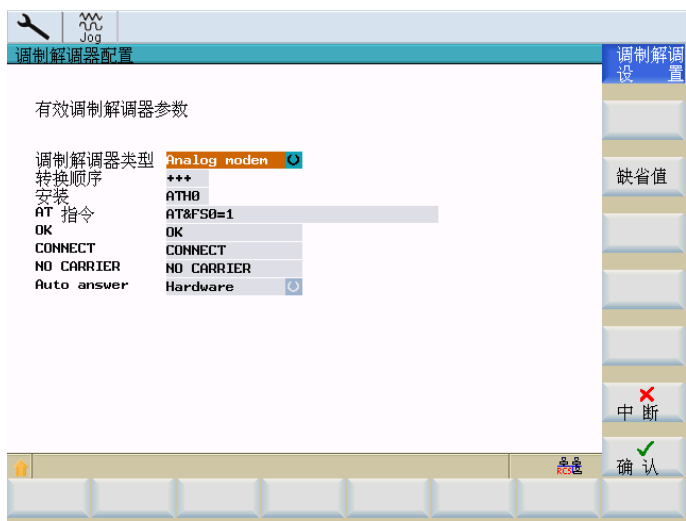 Jog
调制解调器配置
调制解调
设 置
有效调制解调器参数
调制解调器类型 Analog modem
转换顺序 +++
缺省值
安装 ATH0
AT 指令 AT&FS0=1
OK OK
CONNECT CONNECT
NO CARRIER NO CARRIER
Auto answer Hardware
中 断
RCS
确 认